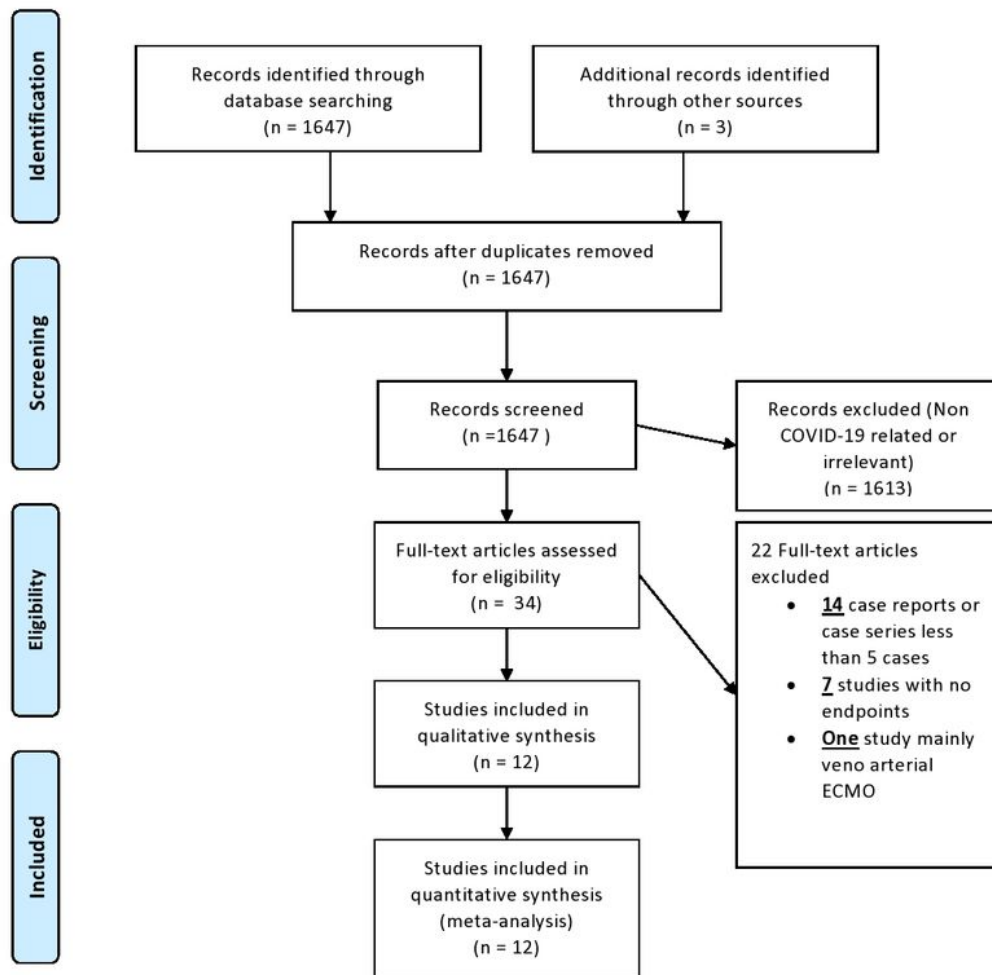 Identification
Records identified through
database searching
(n = 1647)
Additional records identified
through other sources
(n = 3)
Records after duplicates removed
(n = 1647)
Screening
Records screened
(n =1647 )
Records excluded (Non
COVID-19 related or
irrelevant)
(n = 1613)
Eligibility
Full-text articles assessed
for eligibility
(n = 34)
22 Full-text articles
excluded
• 14 case reports or
case series less
than 5 cases
• 7 studies with no
endpoints
• One study mainly
veno arterial
ECMO
Studies included in
qualitative synthesis
(n = 12)
Included
Studies included in
quantitative synthesis
(meta-analysis)
(n = 12)